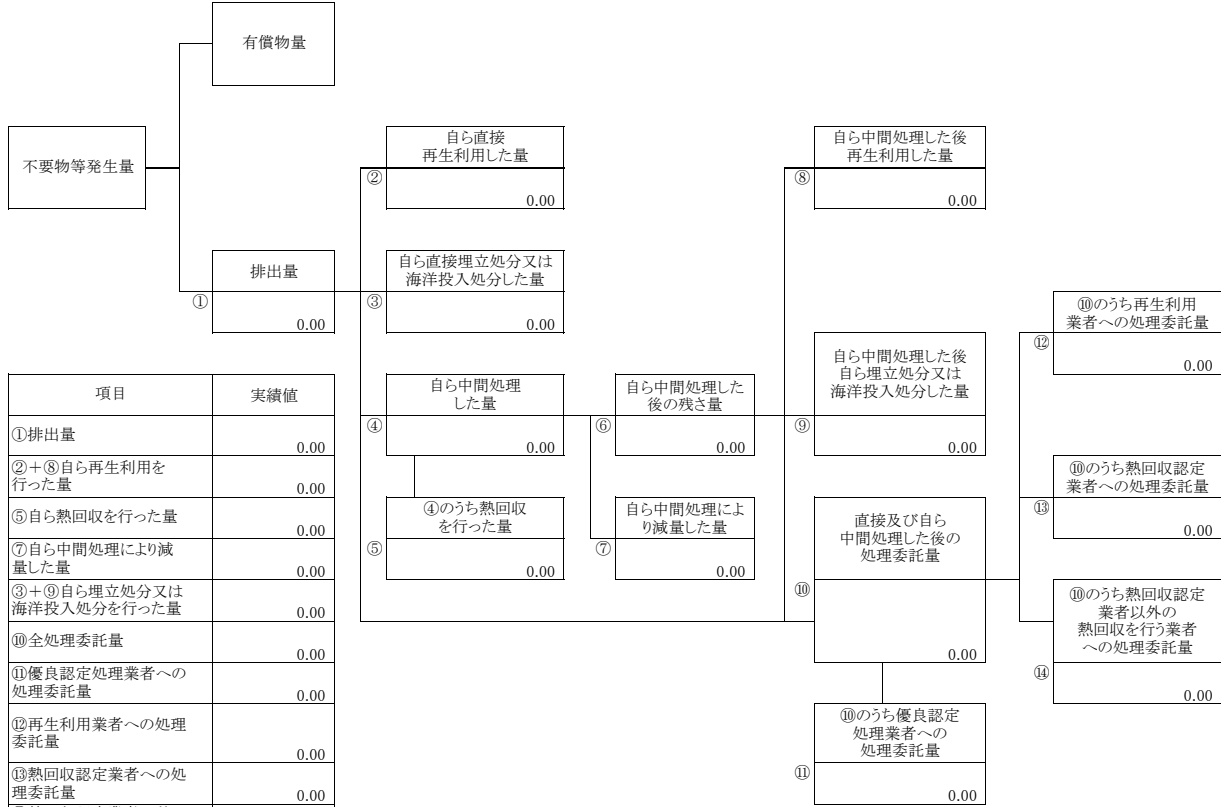 有償物量
不要物等発生量
自ら直接
再生利用した量
②
0.00
自ら中間処理した後
再生利用した量
⑧
0.00
排出量
①
0.00
自ら直接埋立処分又は
海洋投入処分した量
③
0.00
⑩のうち再生利用
業者への処理委託量
⑫
0.00
自ら中間処理
した量
④
0.00
自ら中間処理した
後の残さ量
⑥
0.00
自ら中間処理した後
自ら埋立処分又は
海洋投入処分した量
⑨
0.00
⑩のうち熱回収認定
業者への処理委託量
⑬
0.00
④のうち熱回収
を行った量
⑤
0.00
自ら中間処理によ
り減量した量
⑦
0.00
直接及び自ら
中間処理した後の
処理委託量
⑩
0.00
⑩のうち熱回収認定
業者以外の
熱回収を行う業者
への処理委託量
⑭
0.00
⑩のうち優良認定
処理業者への
処理委託量
⑪
0.00
項目
実績値
①排出量
0.00
②+⑧自ら再生利用を
行った量
0.00
⑤自ら熱回収を行った量
0.00
⑦自ら中間処理により減
量した量
0.00
③+⑨自ら埋立処分又は
海洋投入処分を行った量
0.00
⑩全処理委託量
0.00
⑪優良認定処理業者への
処理委託量
0.00
⑫再生利用業者への処理
委託量
0.00
⑬熱回収認定業者への処
理委託量
0.00